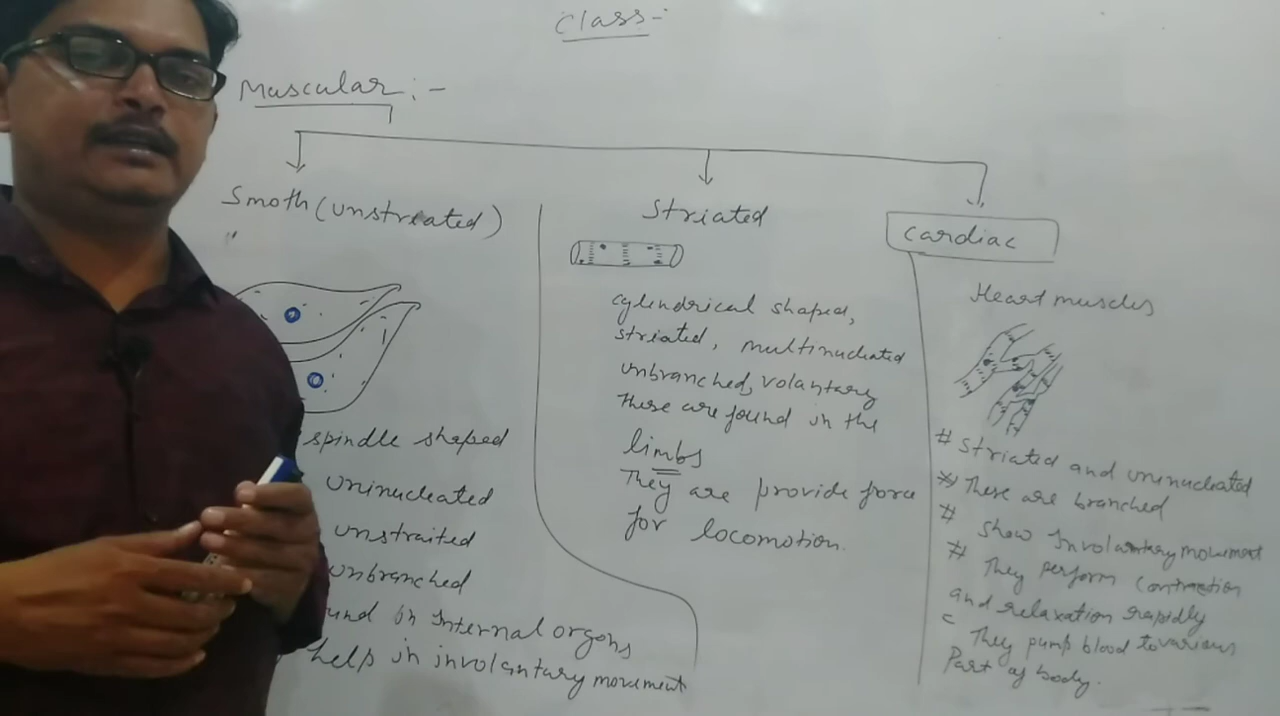 Class-
Muscular:-
Smoth (unstreated)
spindle shaped
uninucleated
unstraited
unbranched
und in Internal orgons
help in involantary movement
Striated
cylendrical shaped,
striated, multinucleated
unbranched, volantary
These are found in the
limbs
They are provide force
for locomotion.
Cardiac
Heart muscles
# Striated and uninucleated
# These are branched
# show Involantary movement
# They perform contraction
and relaxation rapidly
They pump blood to various
Part of body.